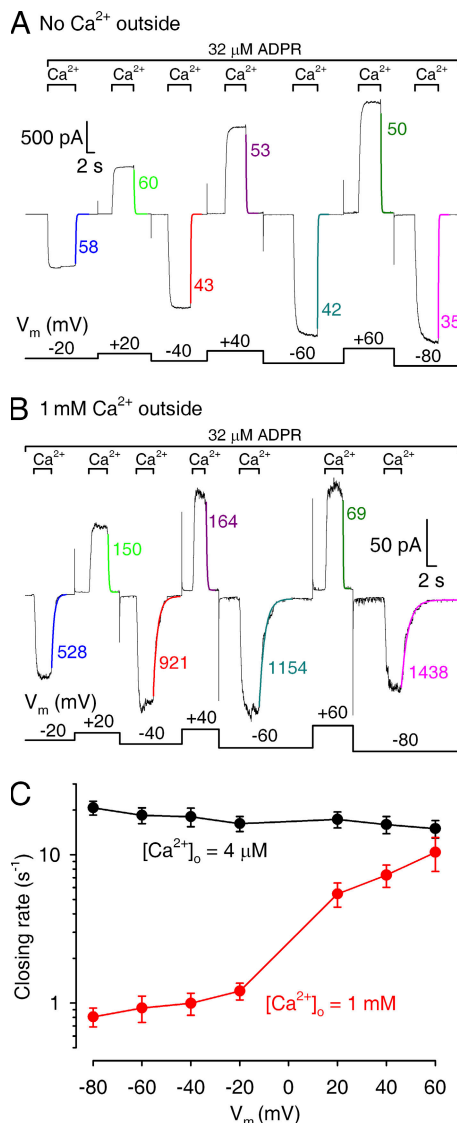 A No Ca²⁺ outside
32 μM ADPR
Ca²⁺ Ca²⁺ Ca²⁺ Ca²⁺ Ca²⁺ Ca²⁺ Ca²⁺
500 pA
2 s
58 60 43 53 42 50 35
Vm (mV)
-20 +20 -40 +40 -60 +60 -80
B 1 mM Ca²⁺ outside
32 μM ADPR
Ca²⁺ Ca²⁺ Ca²⁺ Ca²⁺ Ca²⁺ Ca²⁺ Ca²⁺
528 150 921 164 1154 69 1438
50 pA
2 s
Vm (mV)
-20 +20 -40 +40 -60 +60 -80
C
Closing rate (s⁻¹)
10
1
[Ca²⁺]o = 4 μM
[Ca²⁺]o = 1 mM
-80 -60 -40 -20 0 20 40 60
Vm (mV)